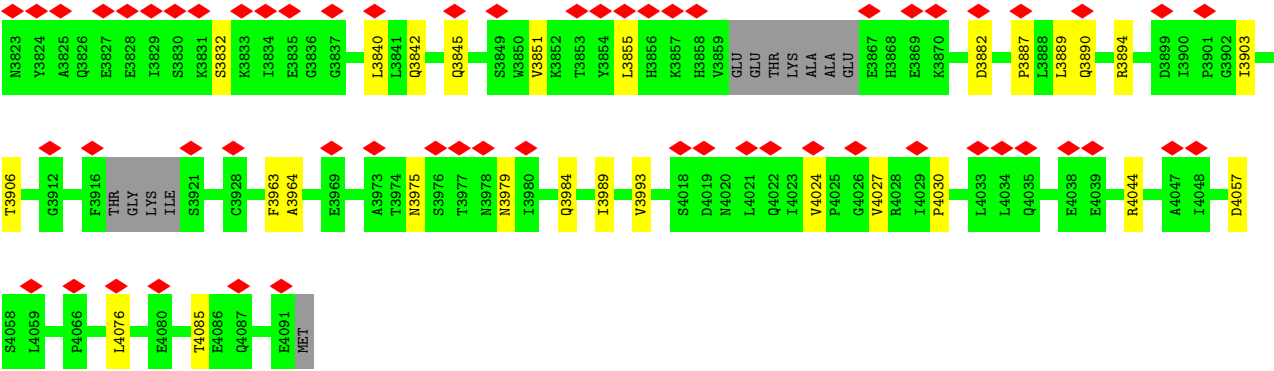 N3823 Y3824 A3825 Q3826 E3827 E3828 I3829 S3830 K3831 S3832 K3833 I3834 E3835 G3836 G3837 L3840 L3841 Q3842 Q3845 S3849 W3850 V3851 K3852 T3853 Y3854 L3855 H3856 K3857 H3858 V3859 GLU GLU THR LYS ALA ALA GLU E3867 H3868 E3869 K3870 D3882 P3887 L3888 L3889 Q3890 R3894 D3899 I3900 P3901 G3902 I3903
T3906 G3912 F3916 THR GLY LYS ILE S3921 C3928 F3963 A3964 E3969 A3973 T3974 N3975 S3976 T3977 N3978 N3979 I3980 Q3984 I3989 V3993 S4018 D4019 N4020 L4021 Q4022 I4023 V4024 P4025 G4026 V4027 R4028 I4029 P4030 L4033 L4034 Q4035 E4038 E4039 R4044 A4047 I4048 D4057
S4058 L4059 P4066 L4076 E4080 T4085 E4086 Q4087 E4091 MET